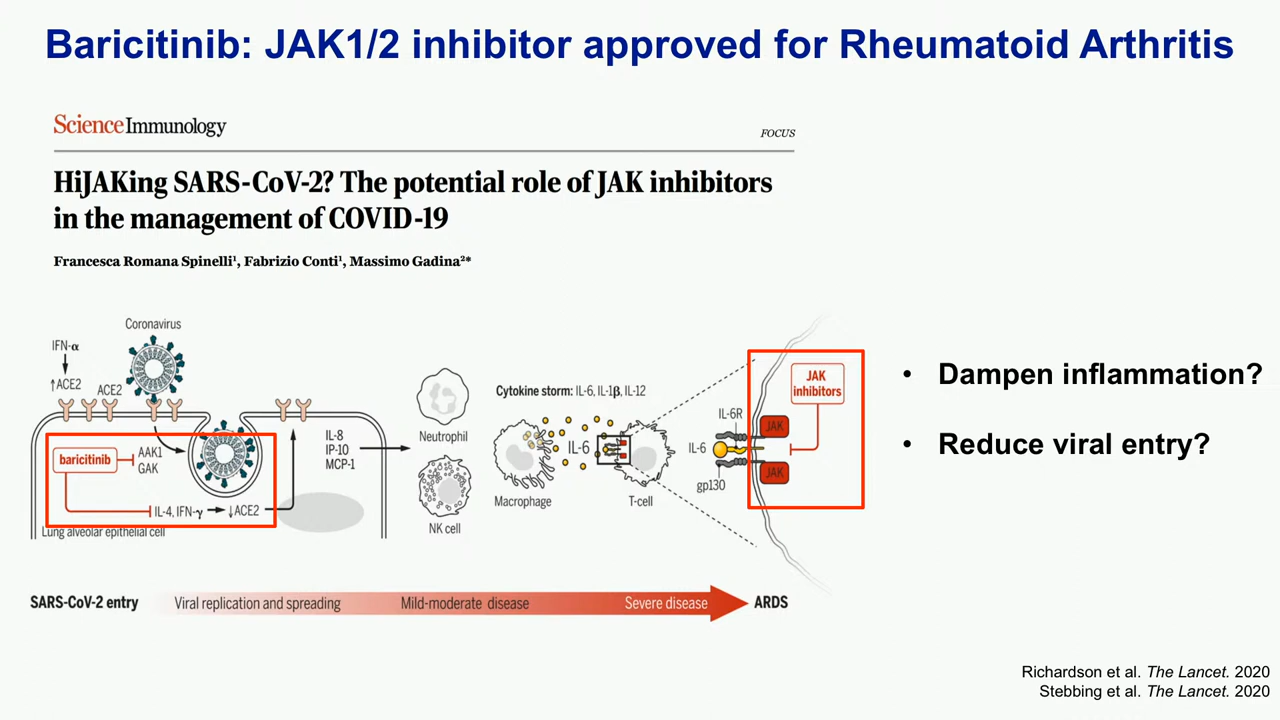 Baricitinib: JAK1/2 inhibitor approved for Rheumatoid Arthritis
Science Immunology
FOCUS
HiJAKing SARS-CoV-2? The potential role of JAK inhibitors
in the management of COVID-19
Francesca Romana Spinelli¹, Fabrizio Conti¹, Massimo Gadina²*
Coronavirus
IFN-α
↑ACE2
ACE2
baricitinib
AAK1
GAK
IL-4, IFN-γ → ↓ACE2
Lung alveolar epithelial cell
IL-8
IP-10
MCP-1
Neutrophil
NK cell
Cytokine storm: IL-6, IL-1β, IL-12
IL-6
Macrophage
T-cell
IL-6R
IL-6
gp130
JAK
inhibitors
JAK
JAK
• Dampen inflammation?
• Reduce viral entry?
SARS-CoV-2 entry
Viral replication and spreading
Mild-moderate disease
Severe disease
ARDS
Richardson et al. The Lancet. 2020
Stebbing et al. The Lancet. 2020